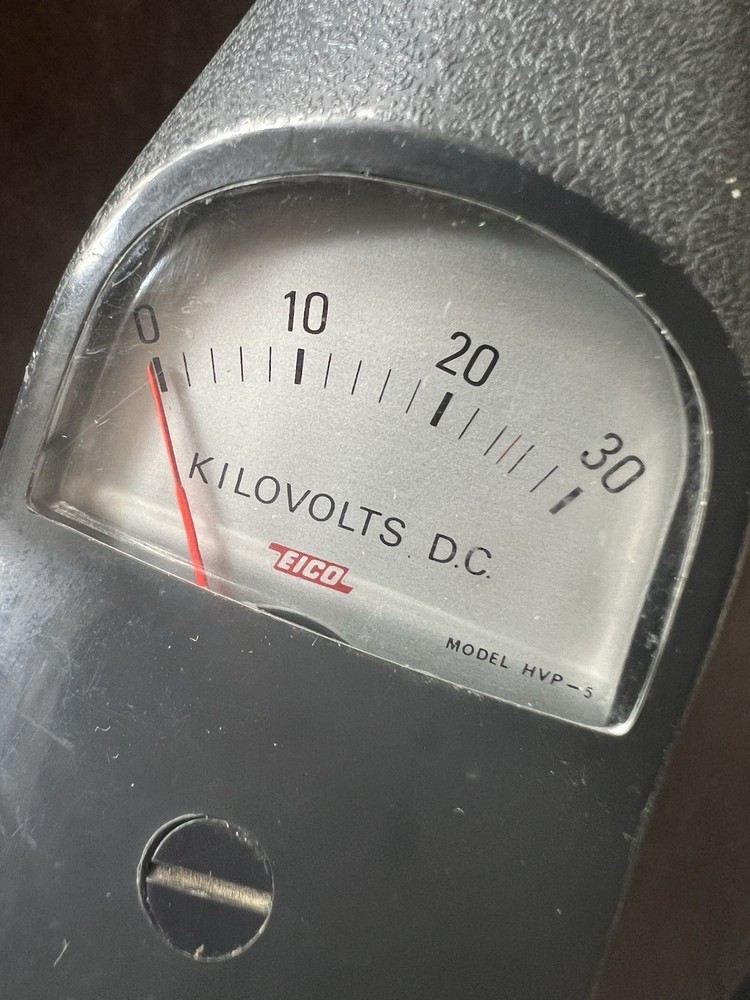 0 10 20 30
KILOVOLTS D.C.
EICO
MODEL HVP-5